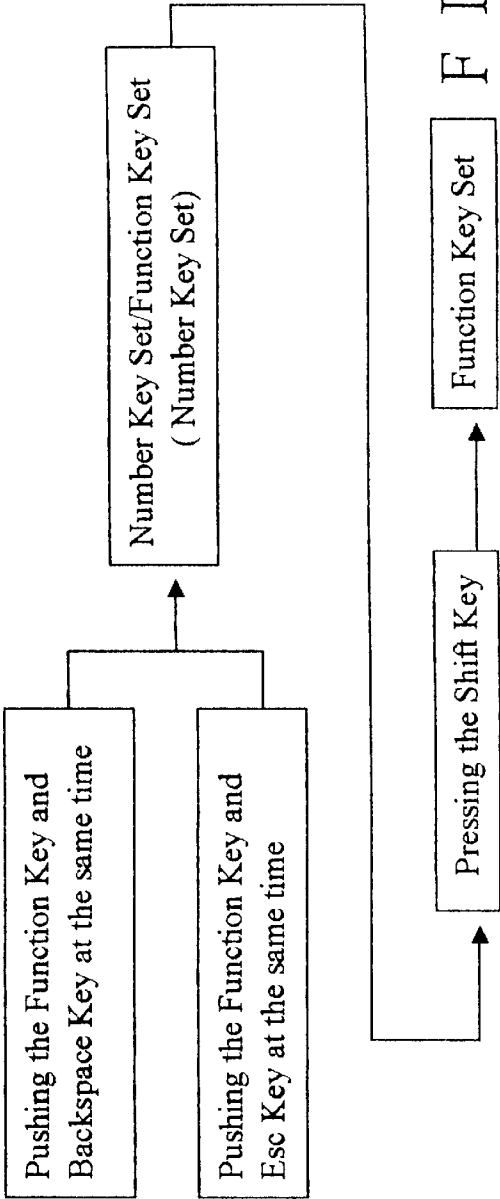 Pushing the Function Key and
Backspace Key at the same time
Pushing the Function Key and
Esc Key at the same time
Number Key Set/Function Key Set
( Number Key Set)
Pressing the Shift Key
Function Key Set
F